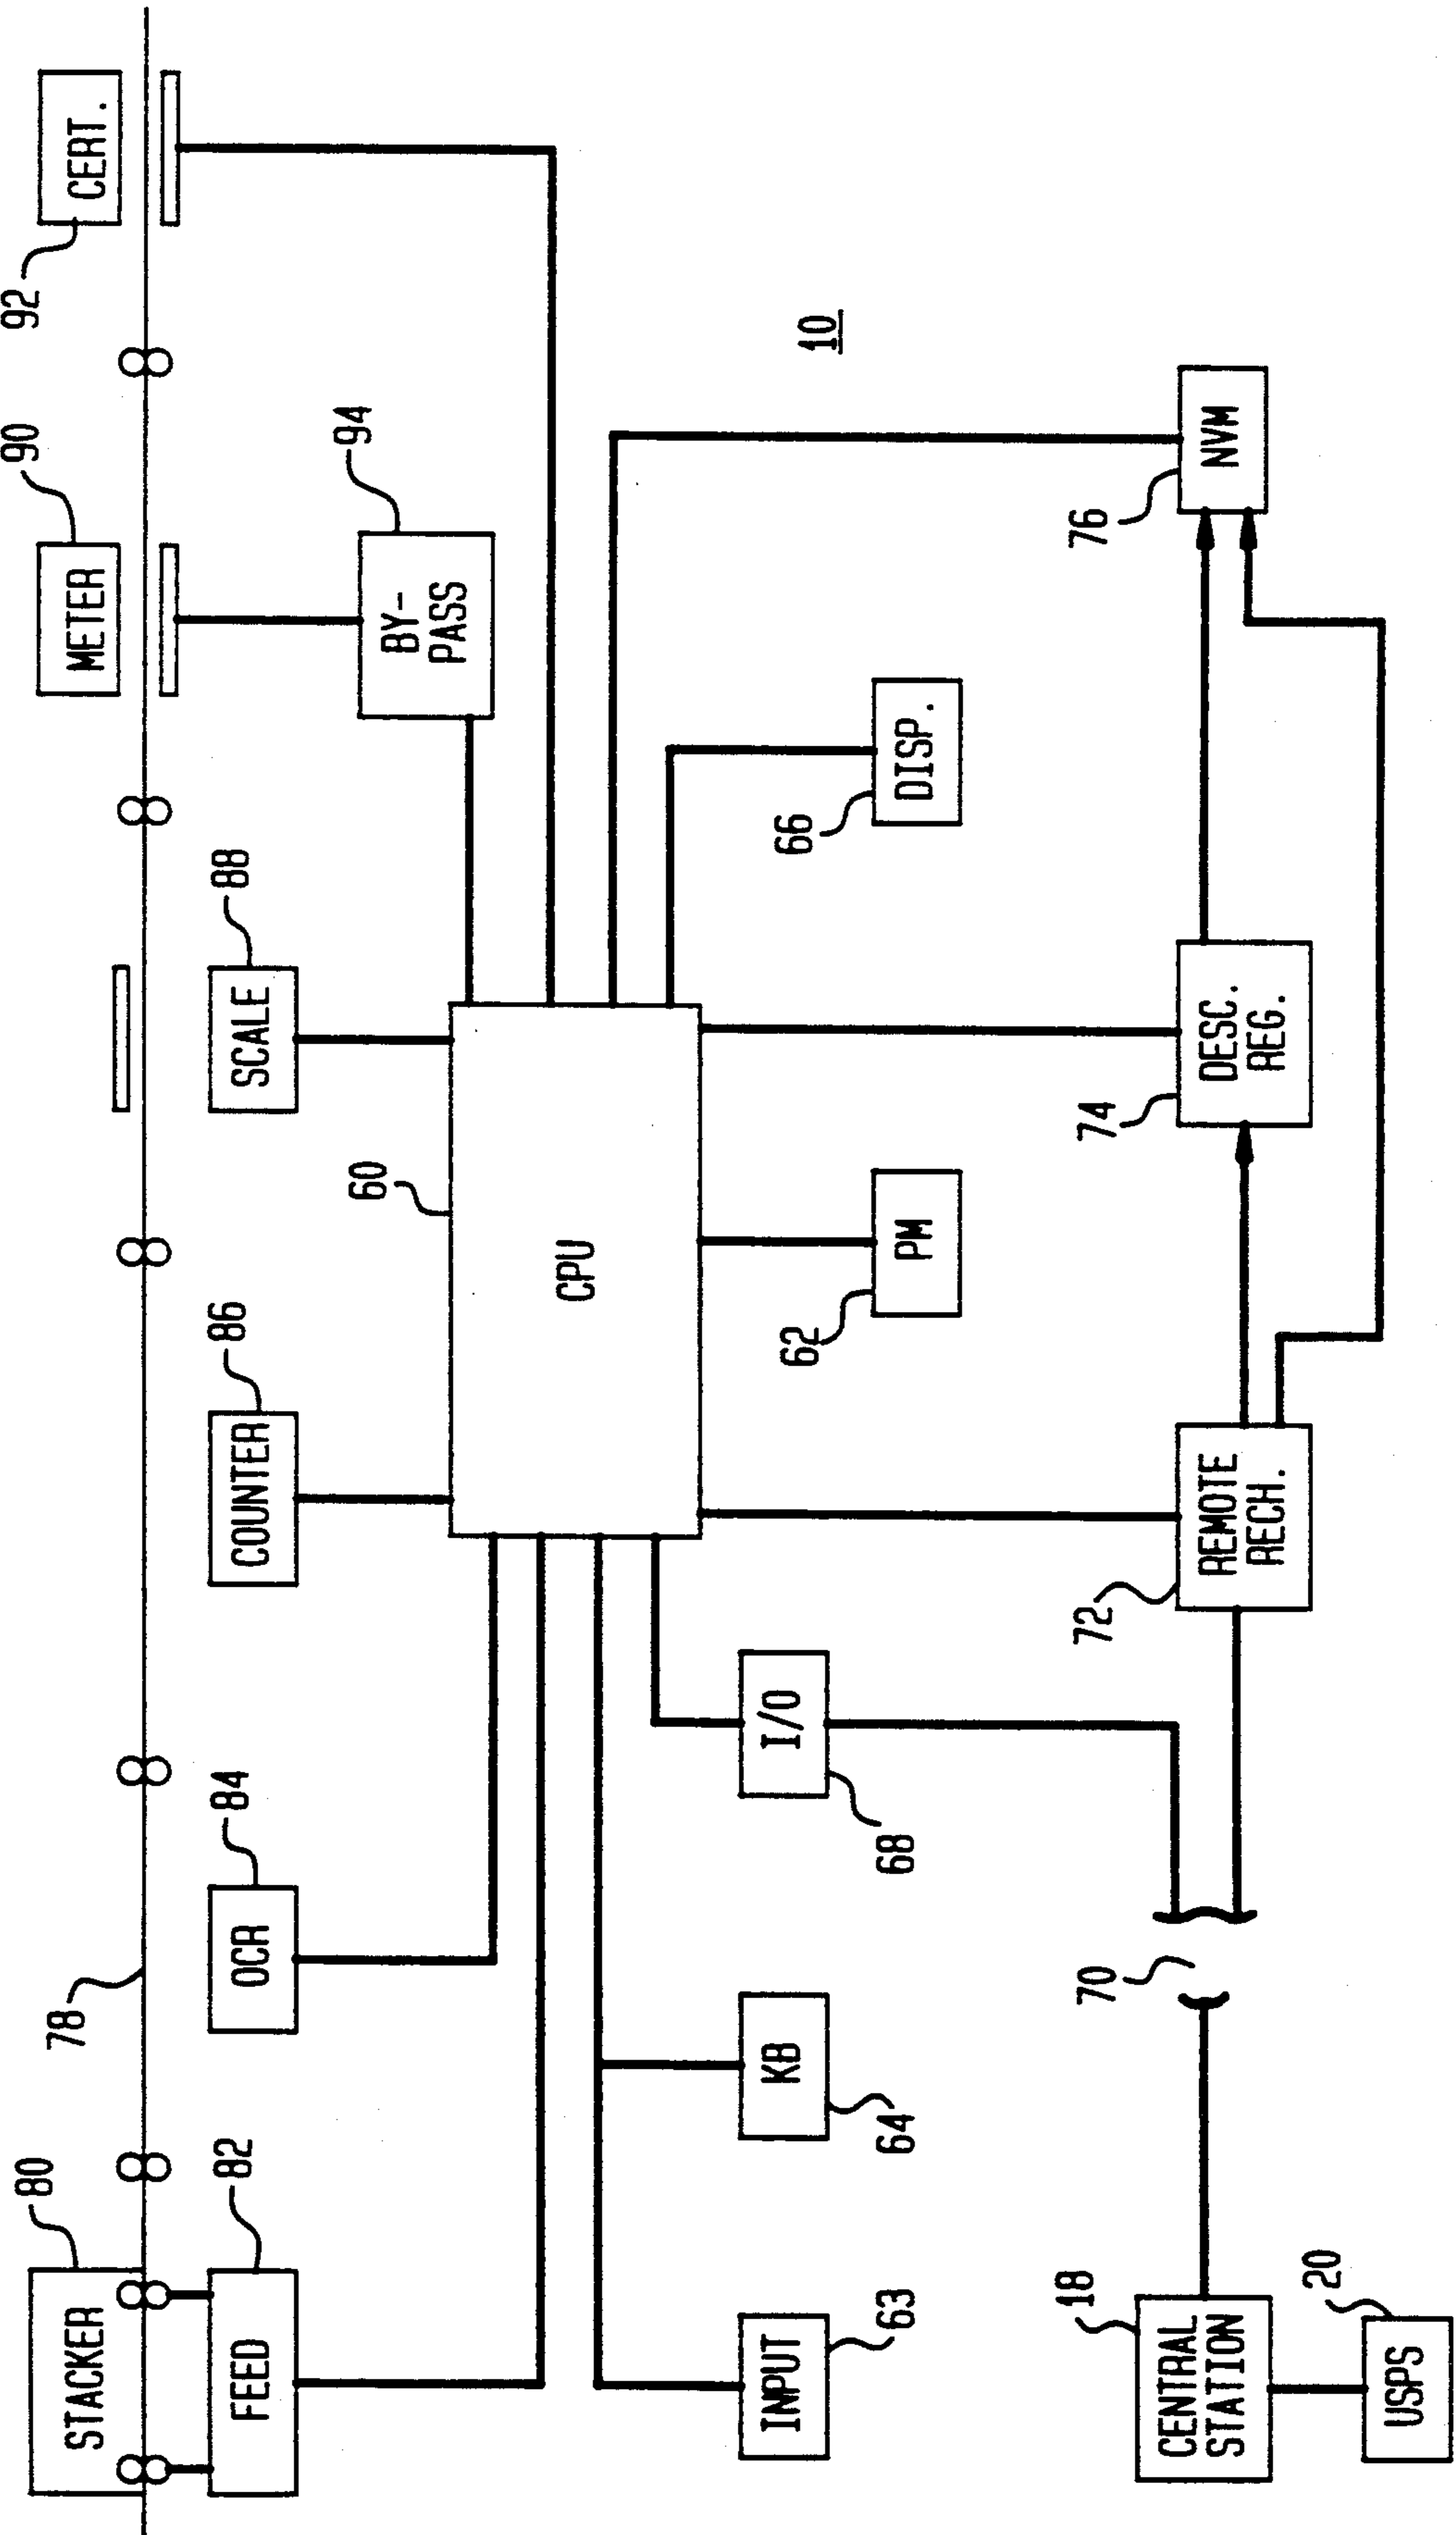 80
STACKER
82
FEED
78
84
OCR
86
COUNTER
88
SCALE
90
METER
92
CERT.
94
BY-
PASS
60
CPU
10
63
INPUT
64
KB
68
I/O
62
PM
66
DISP.
18
CENTRAL
STATION
20
USPS
70
72
REMOTE
RECH.
74
DESC.
REG.
76
NVM